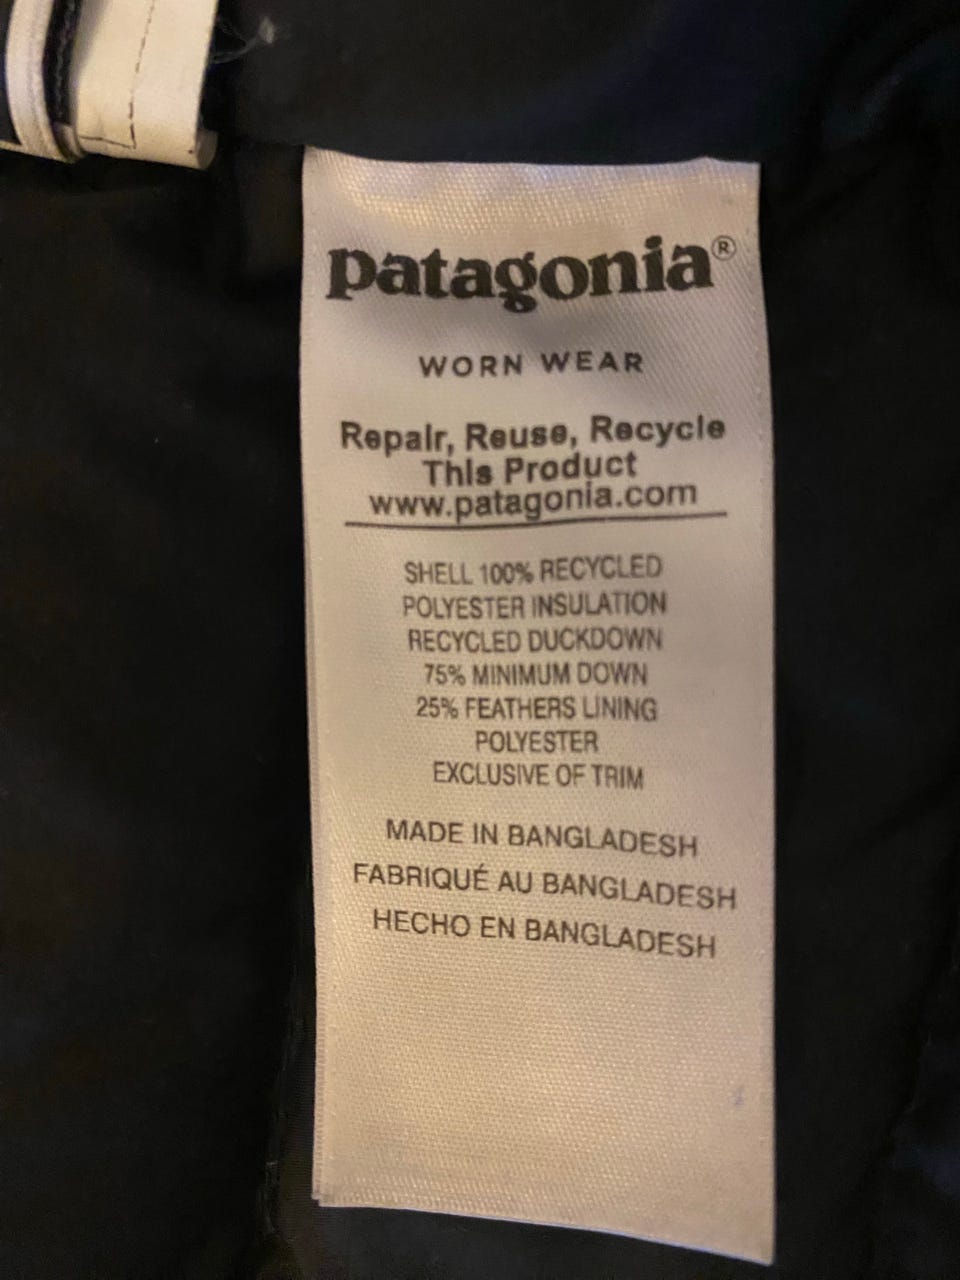 patagonia®
WORN WEAR
Repair, Reuse, Recycle
This Product
www.patagonia.com
SHELL 100% RECYCLED
POLYESTER INSULATION
RECYCLED DUCKDOWN
75% MINIMUM DOWN
25% FEATHERS LINING
POLYESTER
EXCLUSIVE OF TRIM
MADE IN BANGLADESH
FABRIQUÉ AU BANGLADESH
HECHO EN BANGLADESH